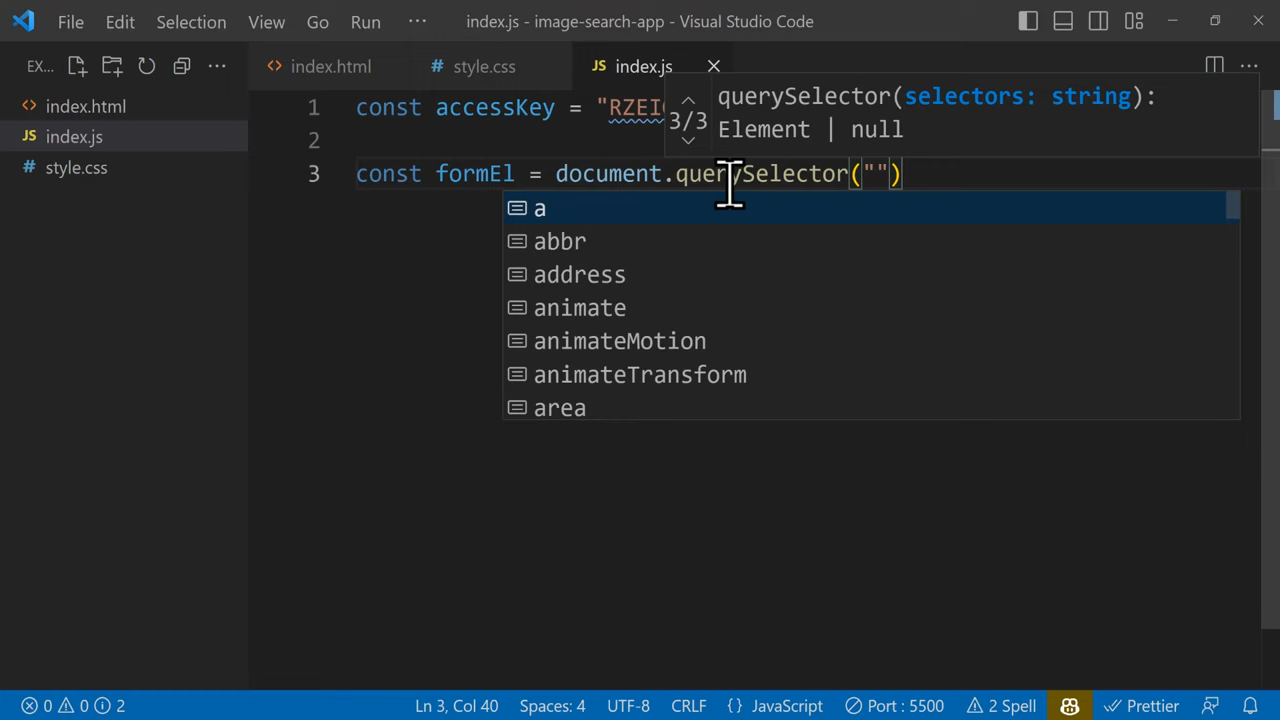 File Edit Selection View Go Run ··· index.js - image-search-app - Visual Studio Code
EX... ··· <> index.html # style.css JS index.js
<> index.html
JS index.js
# style.css
querySelector(selectors: string):
3/3
Element | null
1 const accessKey = "RZEI
2
3 const formEl = document.querySelector("")
a
abbr
address
animate
animateMotion
animateTransform
area
0 0 2 Ln 3, Col 40 Spaces: 4 UTF-8 CRLF {} JavaScript Port : 5500 2 Spell Prettier